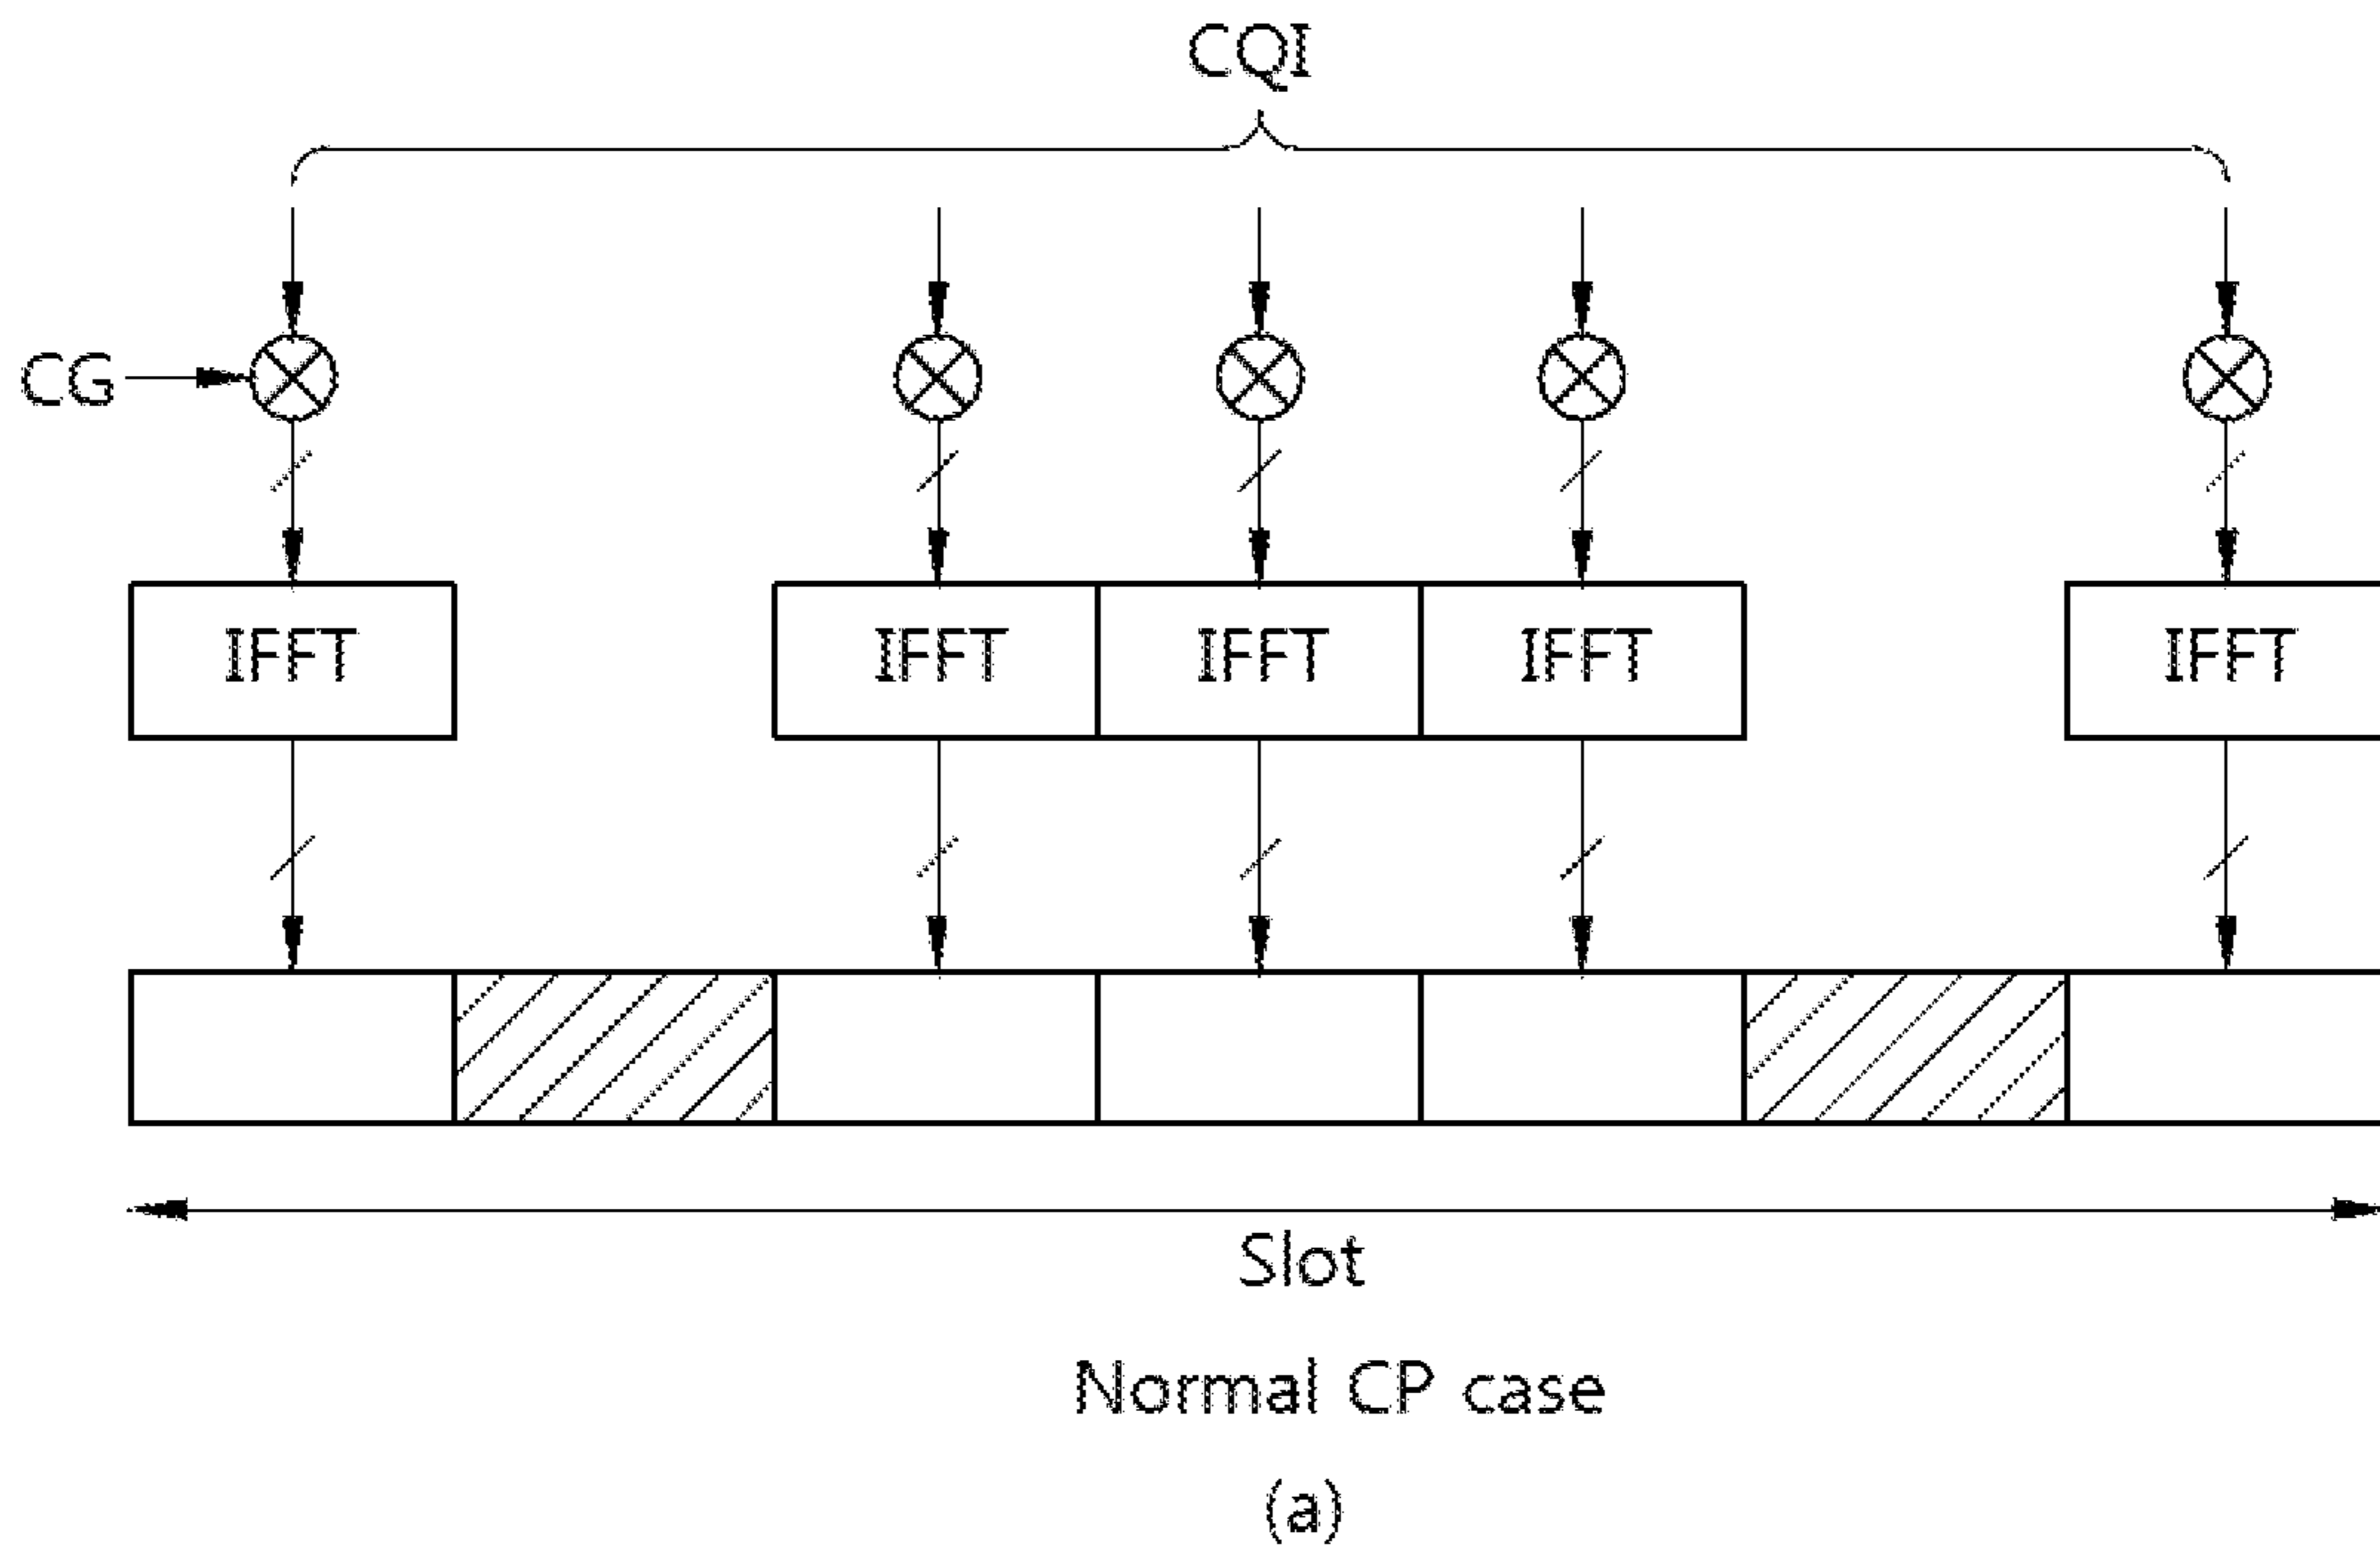 CQI
CG
IFFT IFFT IFFT IFFT IFFT
Slot
Normal CP case
(a)